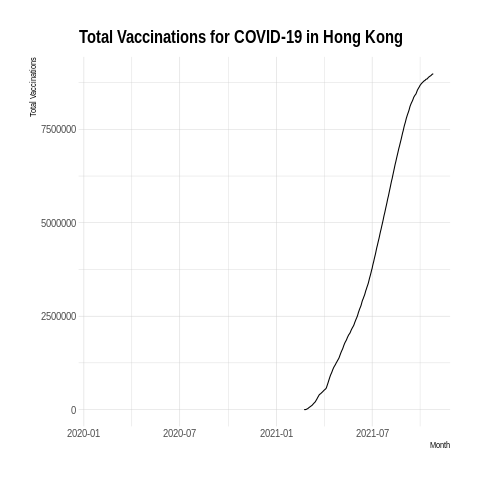 Total Vaccinations for COVID-19 in Hong Kong
Total Vaccinations
7500000
5000000
2500000
0
2020-01 2020-07 2021-01 2021-07
Month